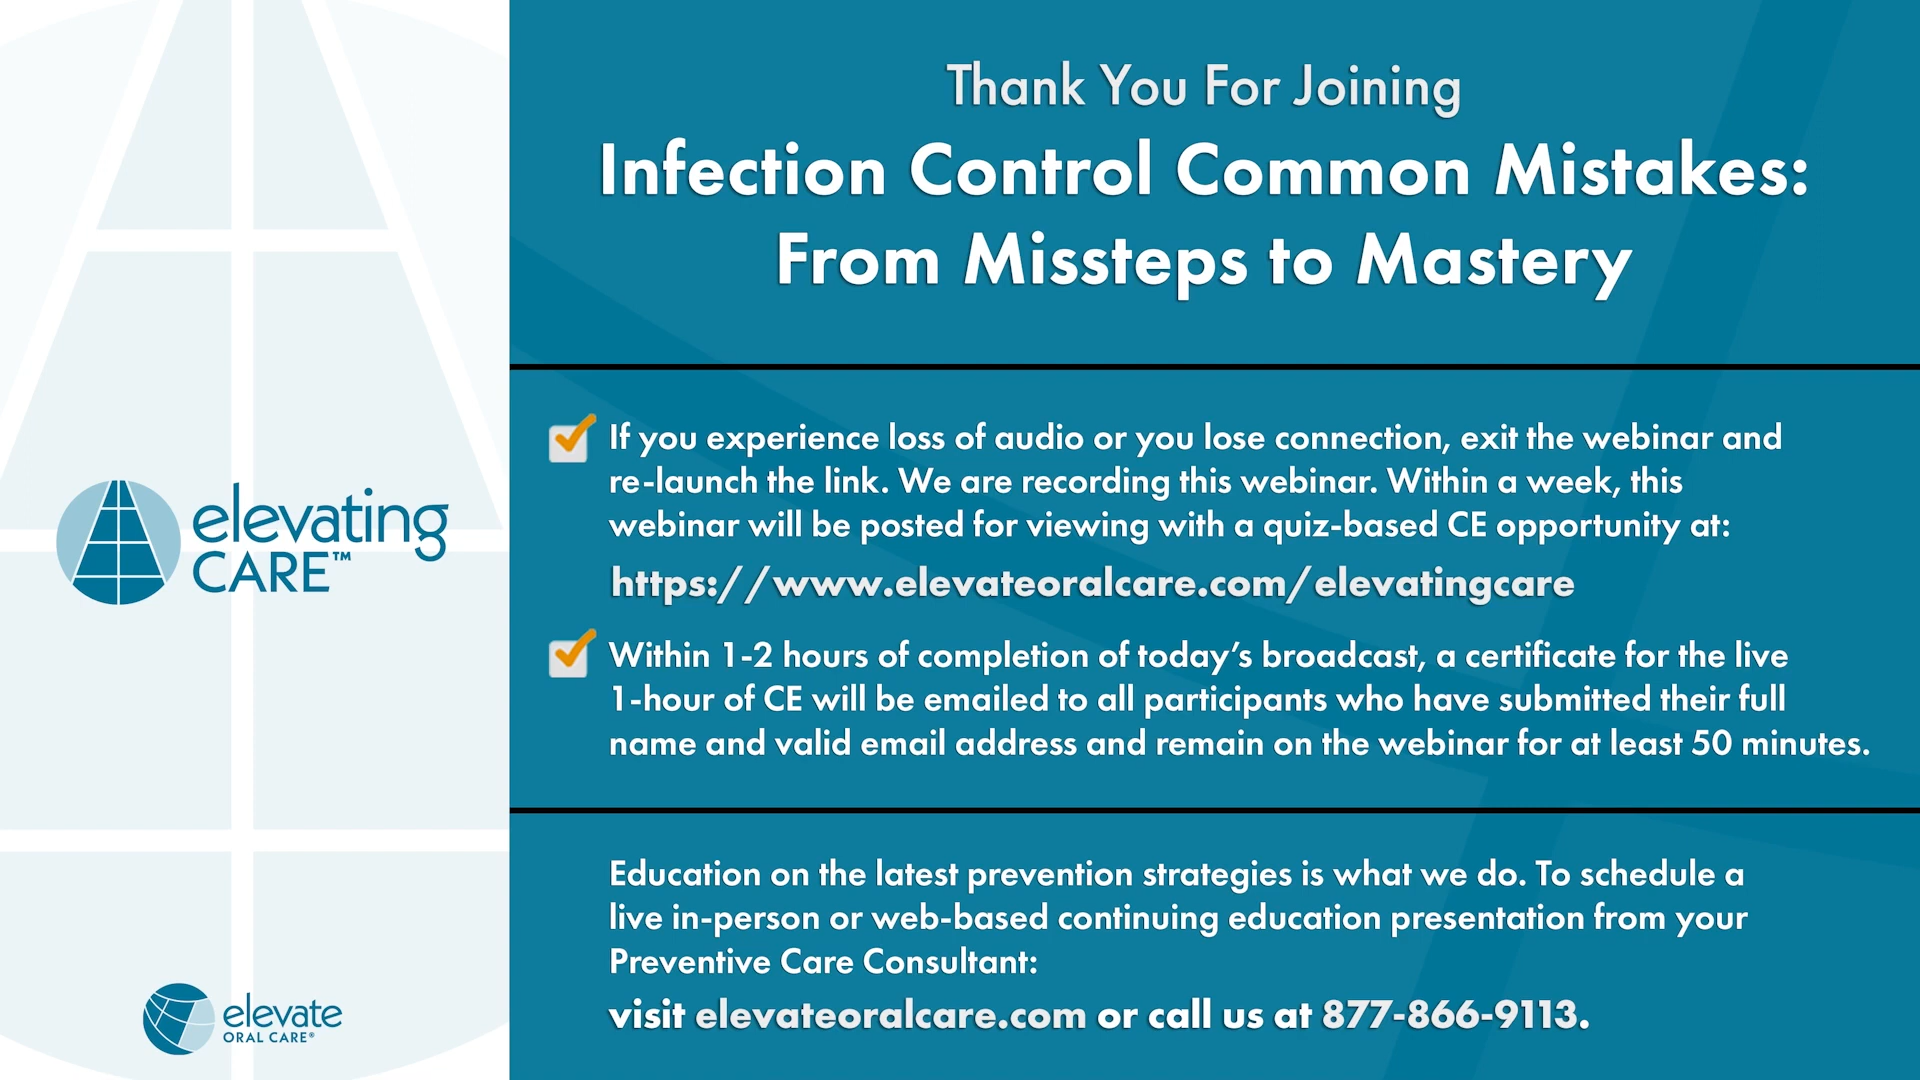 Thank You For Joining
Infection Control Common Mistakes:
From Missteps to Mastery
If you experience loss of audio or you lose connection, exit the webinar and
re-launch the link. We are recording this webinar. Within a week, this
webinar will be posted for viewing with a quiz-based CE opportunity at:
https://www.elevateoralcare.com/elevatingcare
Within 1-2 hours of completion of today’s broadcast, a certificate for the live
1-hour of CE will be emailed to all participants who have submitted their full
name and valid email address and remain on the webinar for at least 50 minutes.
Education on the latest prevention strategies is what we do. To schedule a
live in-person or web-based continuing education presentation from your
Preventive Care Consultant:
visit elevateoralcare.com or call us at 877-866-9113.
elevating
CARE™
elevate
ORAL CARE®